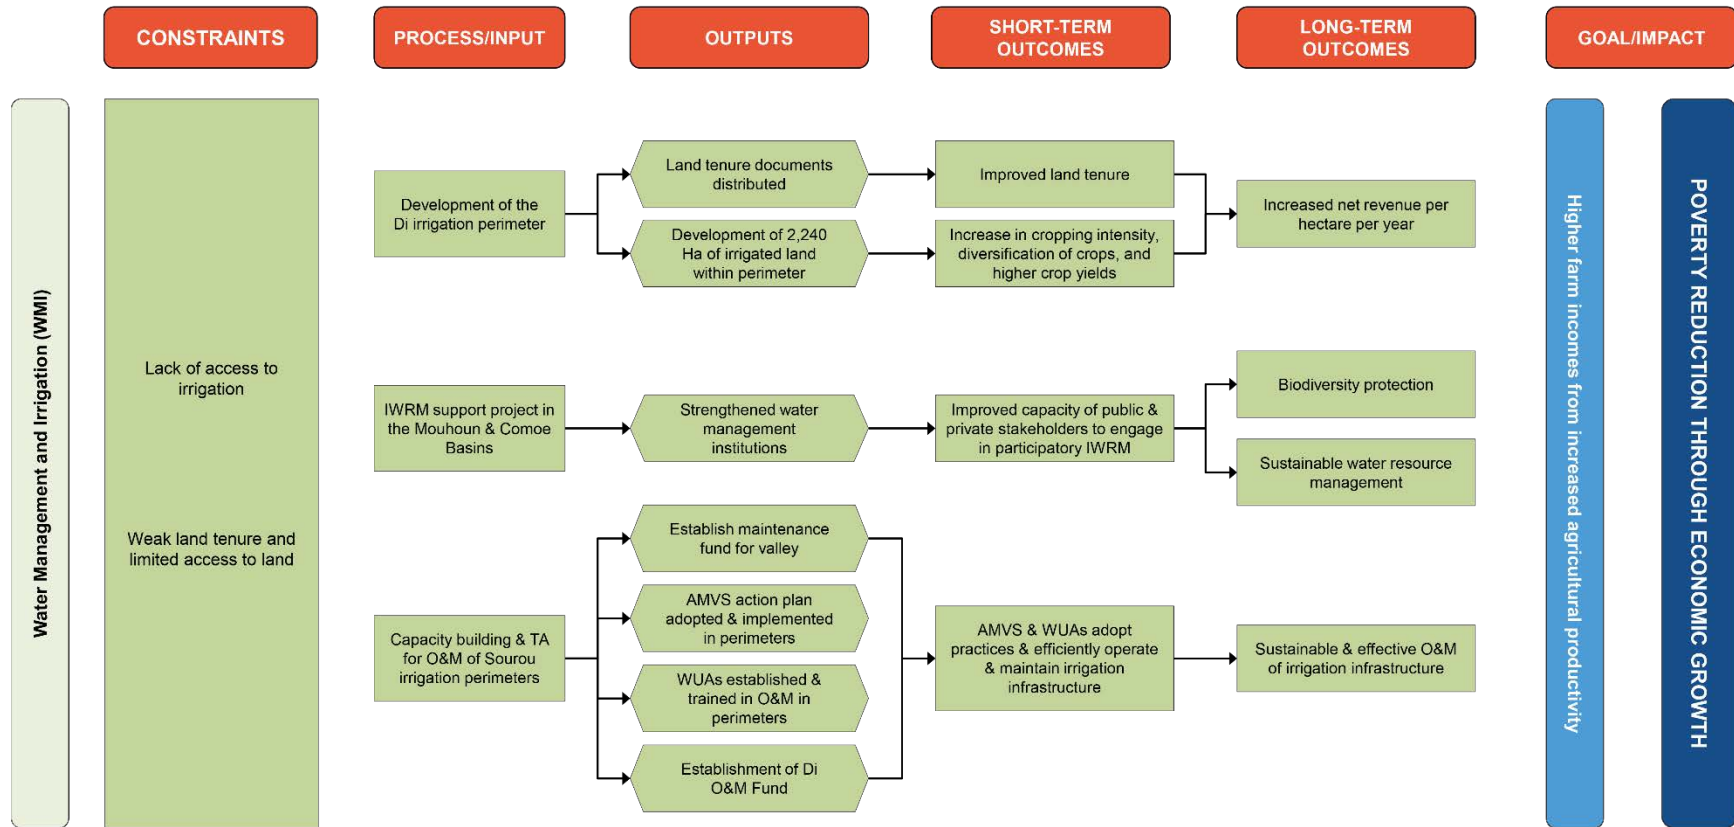 CONSTRAINTS
PROCESS/INPUT
OUTPUTS
SHORT-TERM
OUTCOMES
LONG-TERM
OUTCOMES
GOAL/IMPACT
Water Management and Irrigation (WMI)
Lack of access to
irrigation
Weak land tenure and
limited access to land
Development of the
Di irrigation perimeter
Land tenure documents
distributed
Improved land tenure
Development of 2,240
Ha of irrigated land
within perimeter
Increase in cropping intensity,
diversification of crops, and
higher crop yields
Increased net revenue per
hectare per year
IWRM support project in
the Mouhoun & Comoe
Basins
Strengthened water
management
institutions
Improved capacity of public &
private stakeholders to engage
in participatory IWRM
Biodiversity protection
Sustainable water resource
management
Capacity building & TA
for O&M of Sourou
irrigation perimeters
Establish maintenance
fund for valley
AMVS action plan
adopted & implemented
in perimeters
WUAs established &
trained in O&M in
perimeters
Establishment of Di
O&M Fund
AMVS & WUAs adopt
practices & efficiently operate
& maintain irrigation
infrastructure
Sustainable & effective O&M
of irrigation infrastructure
Higher farm incomes from increased agricultural productivity
POVERTY REDUCTION THROUGH ECONOMIC GROWTH